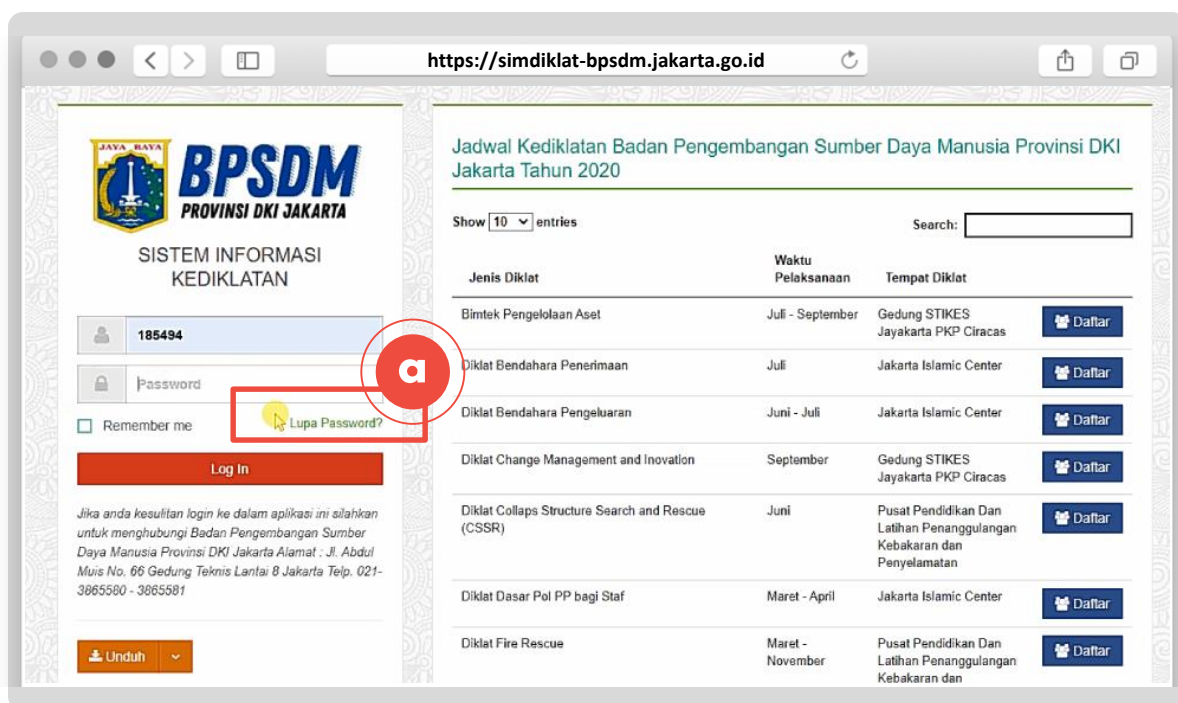 https://simdiklat-bpsdm.jakarta.go.id
JAYA RAYA
BPSDM
PROVINSI DKI JAKARTA
SISTEM INFORMASI
KEDIKLATAN
185494
Password
Remember me
Lupa Password?
a
Log In
Jika anda kesulitan login ke dalam aplikasi ini silahkan
untuk menghubungi Badan Pengembangan Sumber
Daya Manusia Provinsi DKI Jakarta Alamat : Jl. Abdul
Muis No. 66 Gedung Teknis Lantai 8 Jakarta Telp. 021-
3865580 - 3865581
Unduh
Jadwal Kediklatan Badan Pengembangan Sumber Daya Manusia Provinsi DKI
Jakarta Tahun 2020
Show 10 entries
Search:
Jenis Diklat
Waktu
Pelaksanaan
Tempat Diklat
Bimtek Pengelolaan Aset
Juli - September
Gedung STIKES
Jayakarta PKP Ciracas
Daftar
Diklat Bendahara Penerimaan
Juli
Jakarta Islamic Center
Daftar
Diklat Bendahara Pengeluaran
Juni - Juli
Jakarta Islamic Center
Daftar
Diklat Change Management and Inovation
September
Gedung STIKES
Jayakarta PKP Ciracas
Daftar
Diklat Collaps Structure Search and Rescue
(CSSR)
Juni
Pusat Pendidikan Dan
Latihan Penanggulangan
Kebakaran dan
Penyelamatan
Daftar
Diklat Dasar Pol PP bagi Staf
Maret - April
Jakarta Islamic Center
Daftar
Diklat Fire Rescue
Maret -
November
Pusat Pendidikan Dan
Latihan Penanggulangan
Kebakaran dan
Daftar